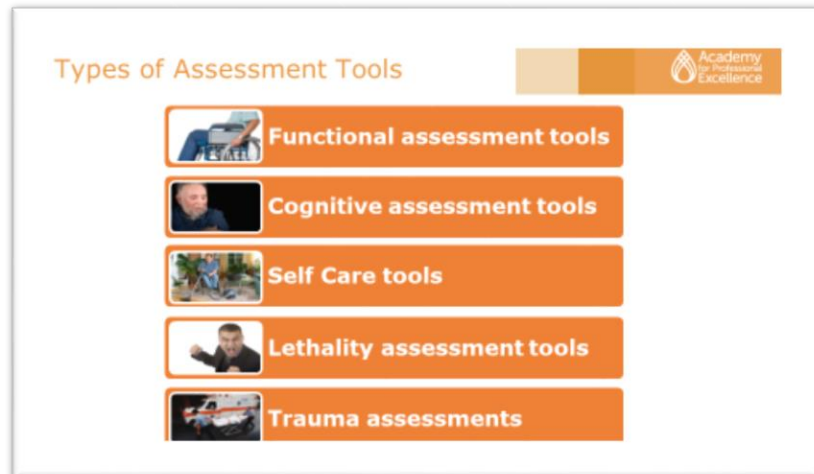 Types of Assessment Tools
Academy
for Professional
Excellence
Functional assessment tools
Cognitive assessment tools
Self Care tools
Lethality assessment tools
Trauma assessments